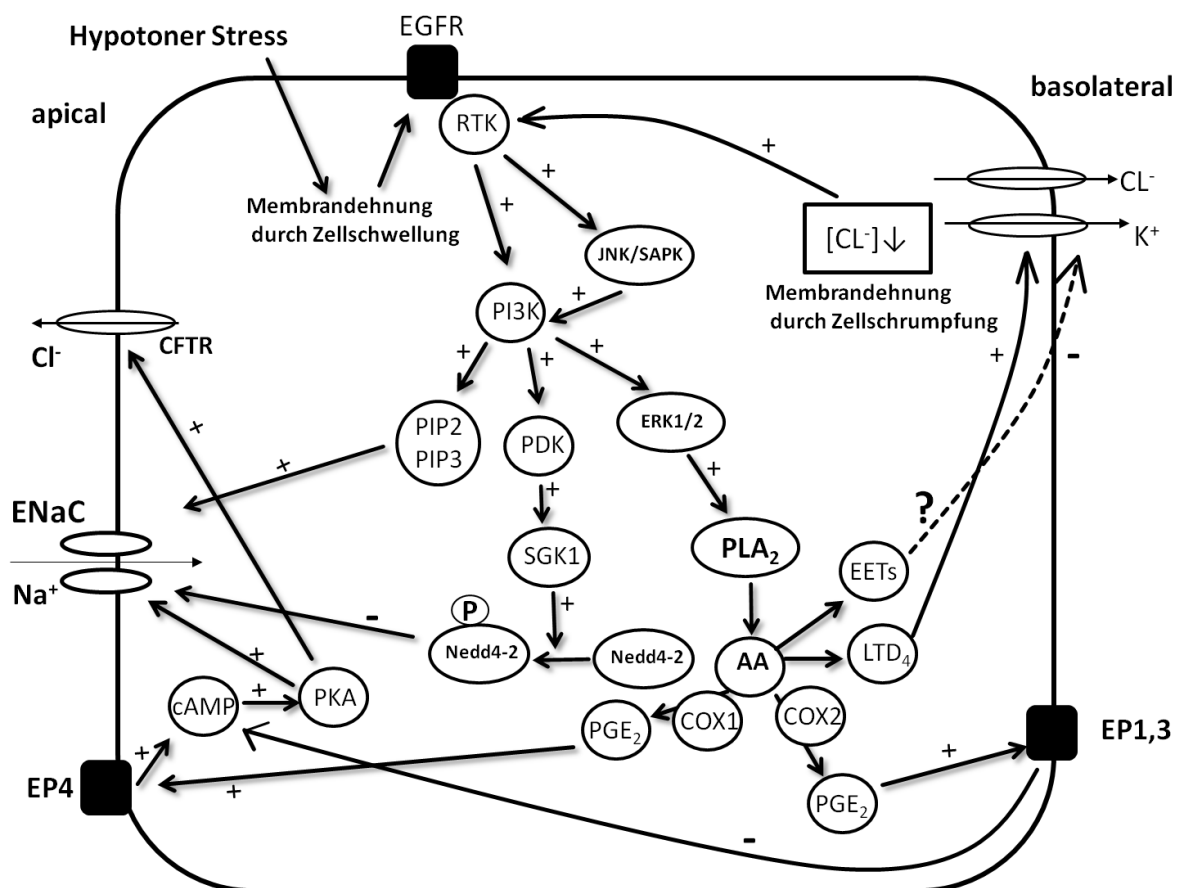 Hypotoner Stress
EGFR
apical
basolateral
RTK
+
CL⁻
K⁺
Membrandehnung
durch Zellschwellung
+
+
JNK/SAPK
[CL⁻]↓
Membrandehnung
durch Zellschrumpfung
PI3K
+
Cl⁻
CFTR
+
+
+
+
-
PIP2
PIP3
PDK
ERK1/2
+
+
+
+
ENaC
Na⁺
SGK1
PLA₂
?
EETs
+
P
-
Nedd4-2
Nedd4-2
AA
LTD₄
+
cAMP
+
PKA
PGE₂
COX1
COX2
EP1,3
+
EP4
+
+
PGE₂
-